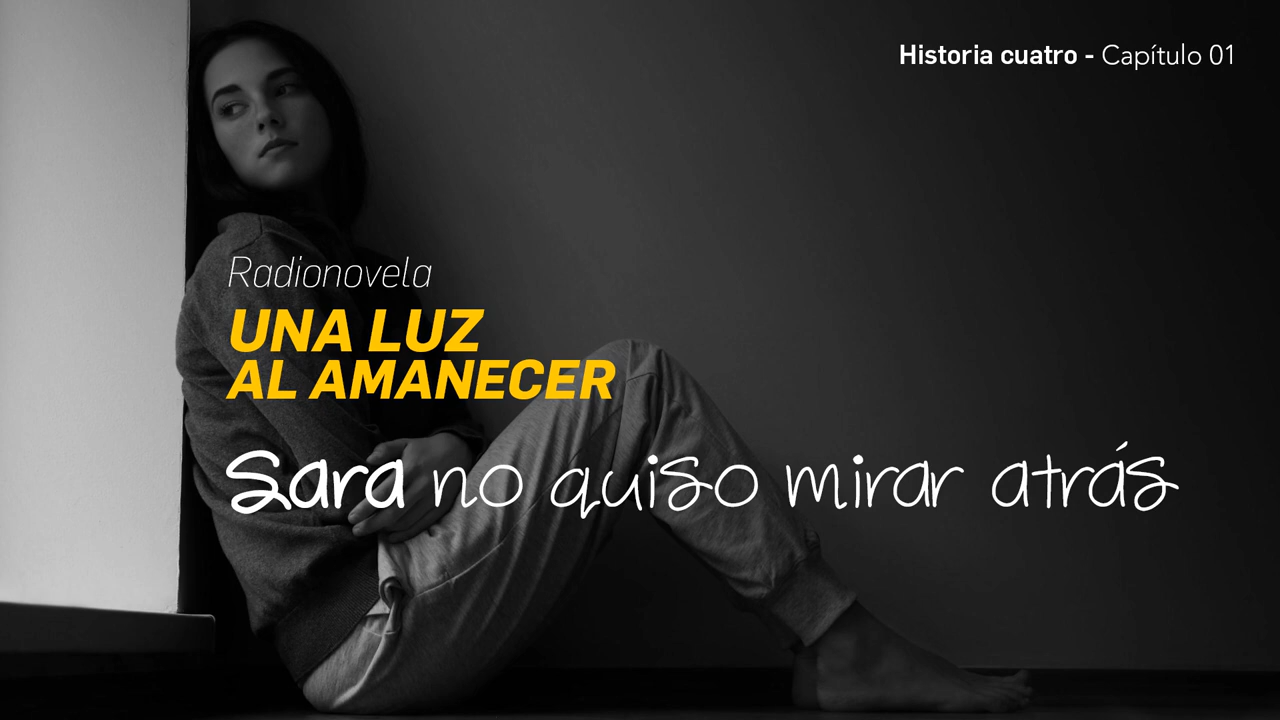 Historia cuatro - Capítulo 01
Radionovela
UNA LUZ
AL AMANECER
Sara no quiso mirar atrás